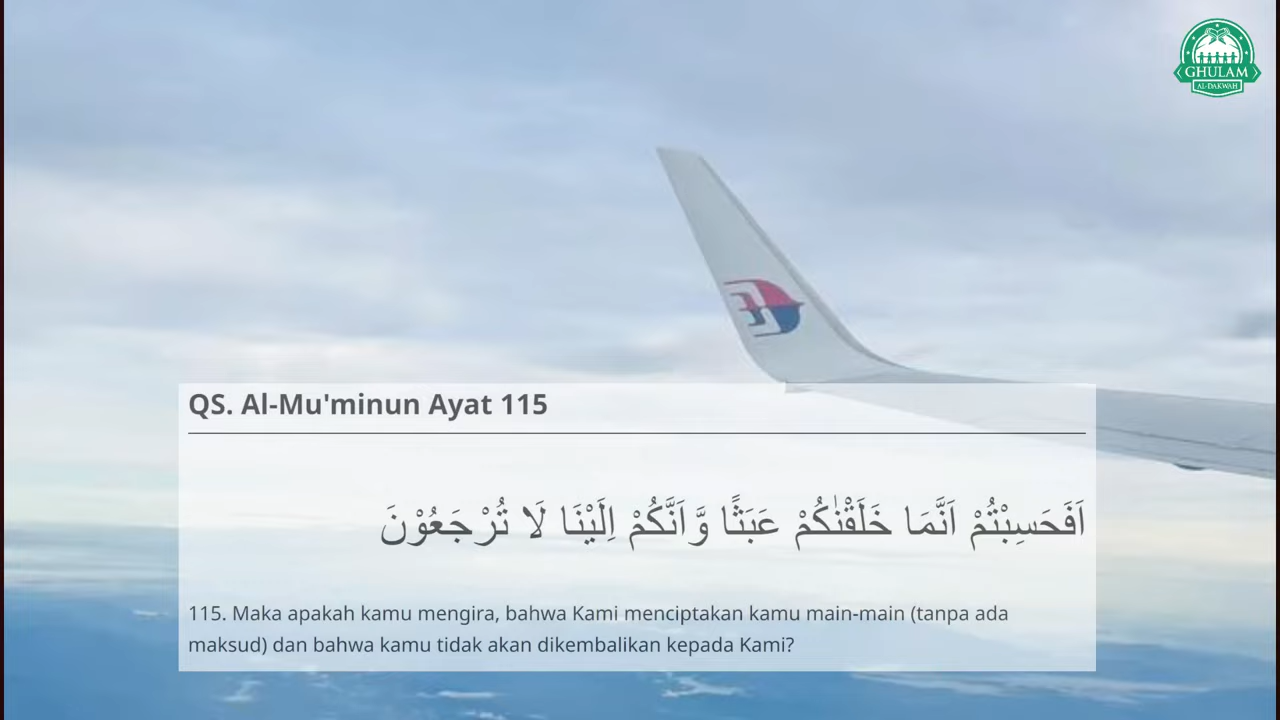 GHULAM
AL-DAKWAH
QS. Al-Mu'minun Ayat 115
اَفَحَسِبْتُمْ اَنَّمَا خَلَقْنٰكُمْ عَبَثًا وَّاَنَّكُمْ اِلَيْنَا لَا تُرْجَعُوْنَ
115. Maka apakah kamu mengira, bahwa Kami menciptakan kamu main-main (tanpa ada
maksud) dan bahwa kamu tidak akan dikembalikan kepada Kami?